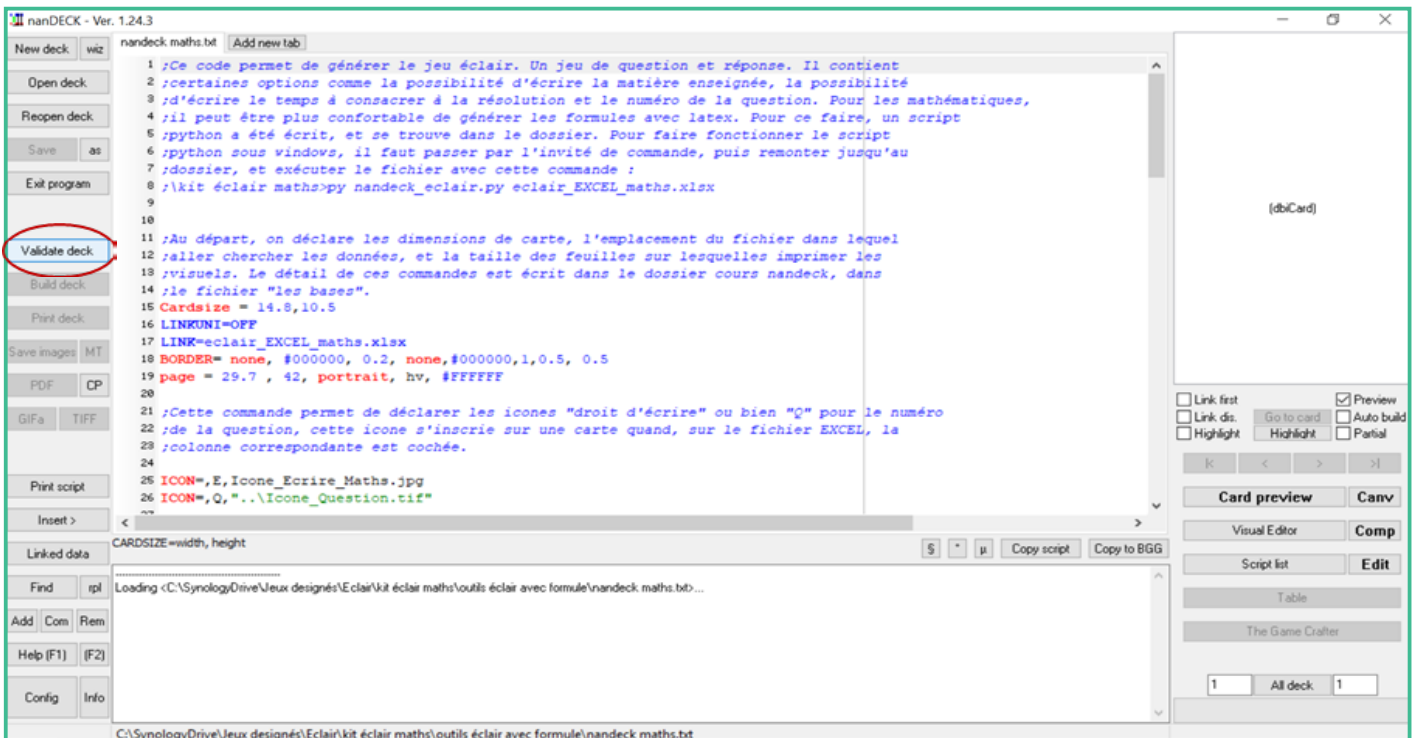 nanDECK - Ver. 1.24.3
New deck wiz
Open deck
Reopen deck
Save as
Exit program
Validate deck
Build deck
Print deck
Save images MT
PDF CP
GIFa TIFF
Print script
Insert >
Linked data
Find rpl
Add Com Rem
Help (F1) (F2)
Config Info
nandeck maths.txt Add new tab
1 ;Ce code permet de générer le jeu éclair. Un jeu de question et réponse. Il contient
2 ;certaines options comme la possibilité d'écrire la matière enseignée, la possibilité
3 ;d'écrire le temps à consacrer à la résolution et le numéro de la question. Pour les mathématiques,
4 ;il peut être plus confortable de générer les formules avec latex. Pour ce faire, un script
5 ;python a été écrit, et se trouve dans le dossier. Pour faire fonctionner le script
6 ;python sous windows, il faut passer par l'invité de commande, puis remonter jusqu'au
7 ;dossier, et exécuter le fichier avec cette commande :
8 ;\kit éclair maths>py nandeck_eclair.py eclair_EXCEL_maths.xlsx
9
10
11 ;Au départ, on déclare les dimensions de carte, l'emplacement du fichier dans lequel
12 ;aller chercher les données, et la taille des feuilles sur lesquelles imprimer les
13 ;visuels. Le détail de ces commandes est écrit dans le dossier cours nandeck, dans
14 ;le fichier "les bases".
15 Cardsize = 14.8,10.5
16 LINKUNI=OFF
17 LINK=eclair_EXCEL_maths.xlsx
18 BORDER= none, #000000, 0.2, none,#000000,1,0.5, 0.5
19 page = 29.7 , 42, portrait, hv, #FFFFFF
20
21 ;Cette commande permet de déclarer les icones "droit d'écrire" ou bien "Q" pour le numéro
22 ;de la question, cette icone s'inscrie sur une carte quand, sur le fichier EXCEL, la
23 ;colonne correspondante est cochée.
24
25 ICON=,E,Icone_Ecrire_Maths.jpg
26 ICON=,Q,"..\Icone_Question.tif"
27
CARDSIZE=width, height
§ " µ Copy script Copy to BGG
Loading <C:\SynologyDrive\Jeux designés\Eclair\kit éclair maths\outils éclair avec formule\nandeck maths.txt>...
C:\SynologyDrive\Jeux designés\Eclair\kit éclair maths\outils éclair avec formule\nandeck maths.txt
(dbiCard)
Link first Preview
Link dis. Go to card Auto build
Highlight Highlight Partial
|< < > >|
Card preview Canv
Visual Editor Comp
Script list Edit
Table
The Game Crafter
1 All deck 1